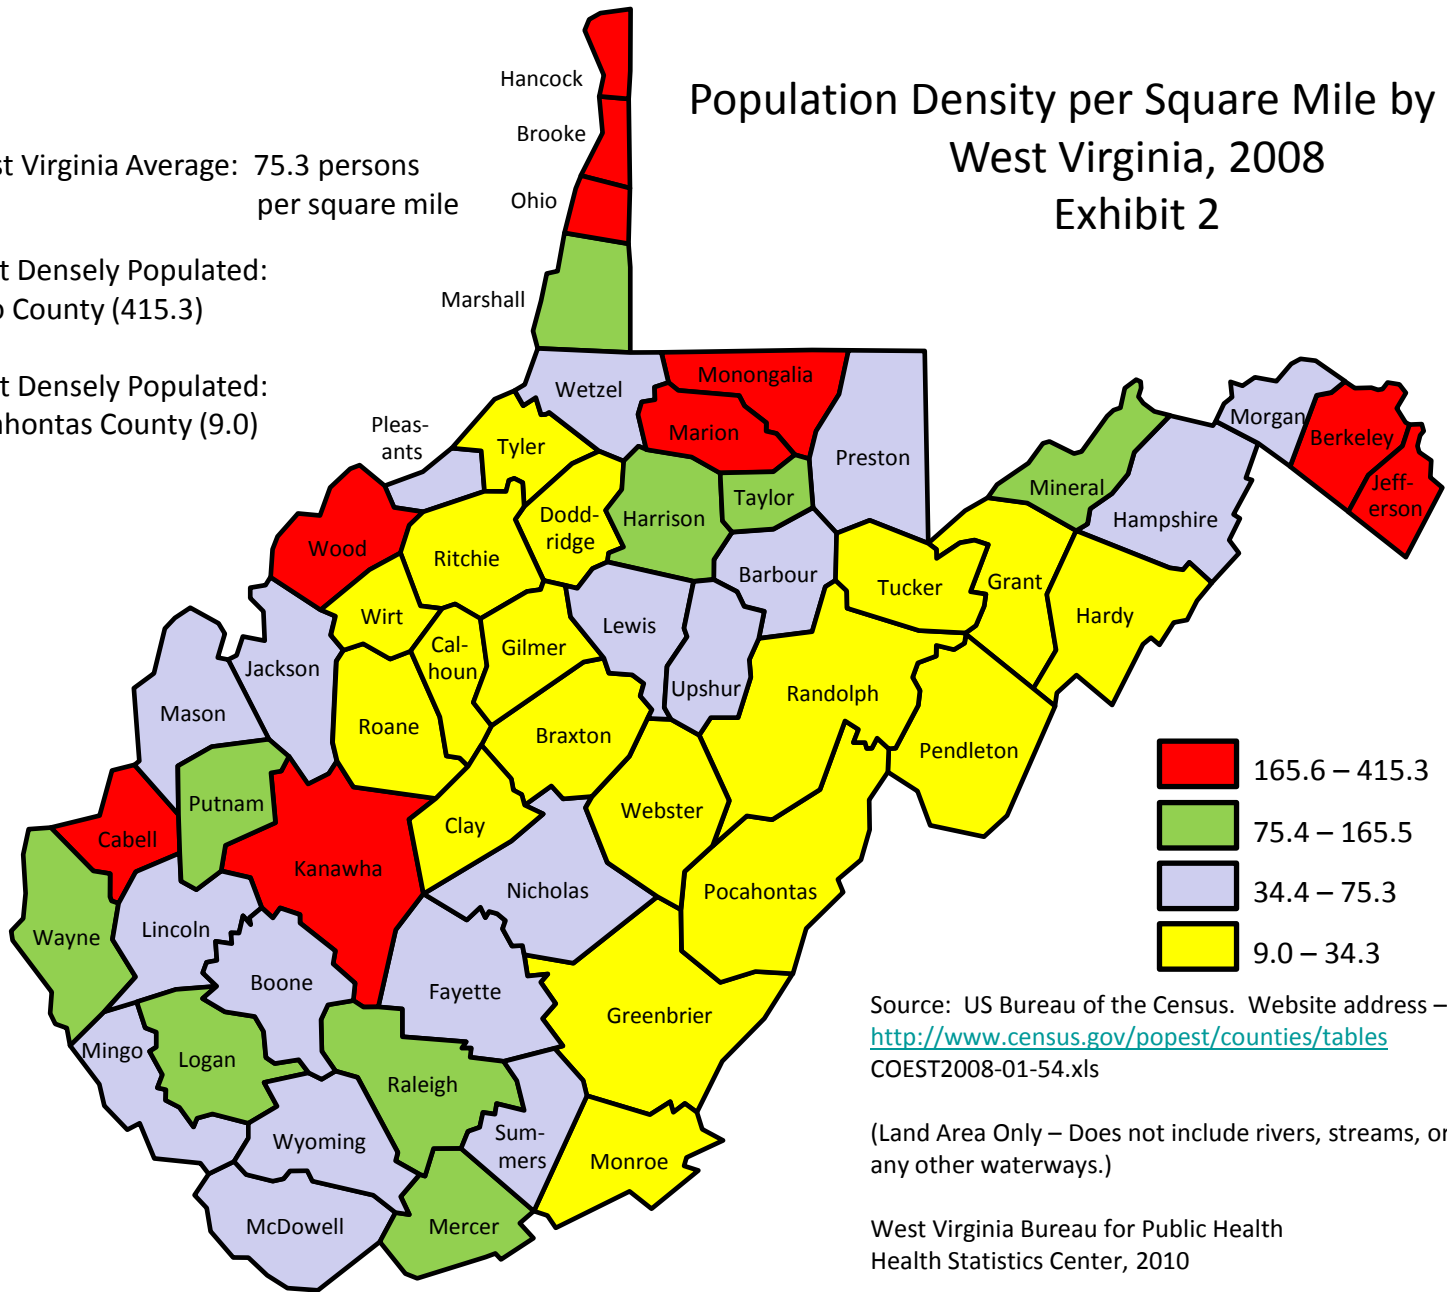 Population Density per Square Mile by
West Virginia, 2008
Exhibit 2
st Virginia Average: 75.3 persons
per square mile
t Densely Populated:
o County (415.3)
t Densely Populated:
ahontas County (9.0)
Hancock
Brooke
Ohio
Marshall
Wetzel
Monongalia
Marion
Preston
Pleas-
ants
Tyler
Dodd-
ridge
Harrison
Taylor
Morgan
Berkeley
Jeff-
erson
Mineral
Hampshire
Wood
Ritchie
Barbour
Tucker
Grant
Hardy
Wirt
Cal-
houn
Gilmer
Lewis
Upshur
Randolph
Jackson
Mason
Roane
Braxton
Pendleton
Putnam
Clay
Webster
Cabell
Kanawha
Nicholas
Pocahontas
Wayne
Lincoln
Boone
Fayette
Greenbrier
Mingo
Logan
Raleigh
Wyoming
Sum-
mers
Monroe
McDowell
Mercer
165.6 – 415.3
75.4 – 165.5
34.4 – 75.3
9.0 – 34.3
Source: US Bureau of the Census. Website address –
http://www.census.gov/popest/counties/tables
COEST2008-01-54.xls
(Land Area Only – Does not include rivers, streams, or
any other waterways.)
West Virginia Bureau for Public Health
Health Statistics Center, 2010